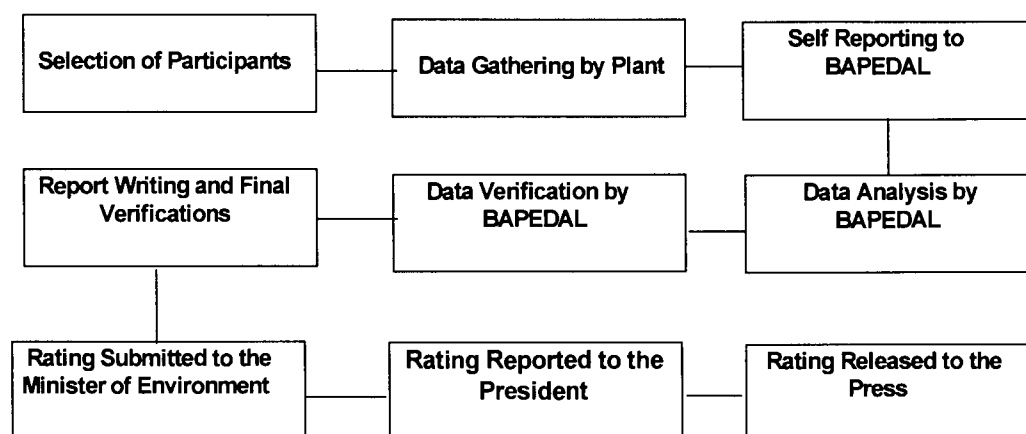 Selection of Participants
Data Gathering by Plant
Self Reporting to
BAPEDAL
Report Writing and Final
Verifications
Data Verification by
BAPEDAL
Data Analysis by
BAPEDAL
Rating Submitted to the
Minister of Environment
Rating Reported to the
President
Rating Released to the
Press